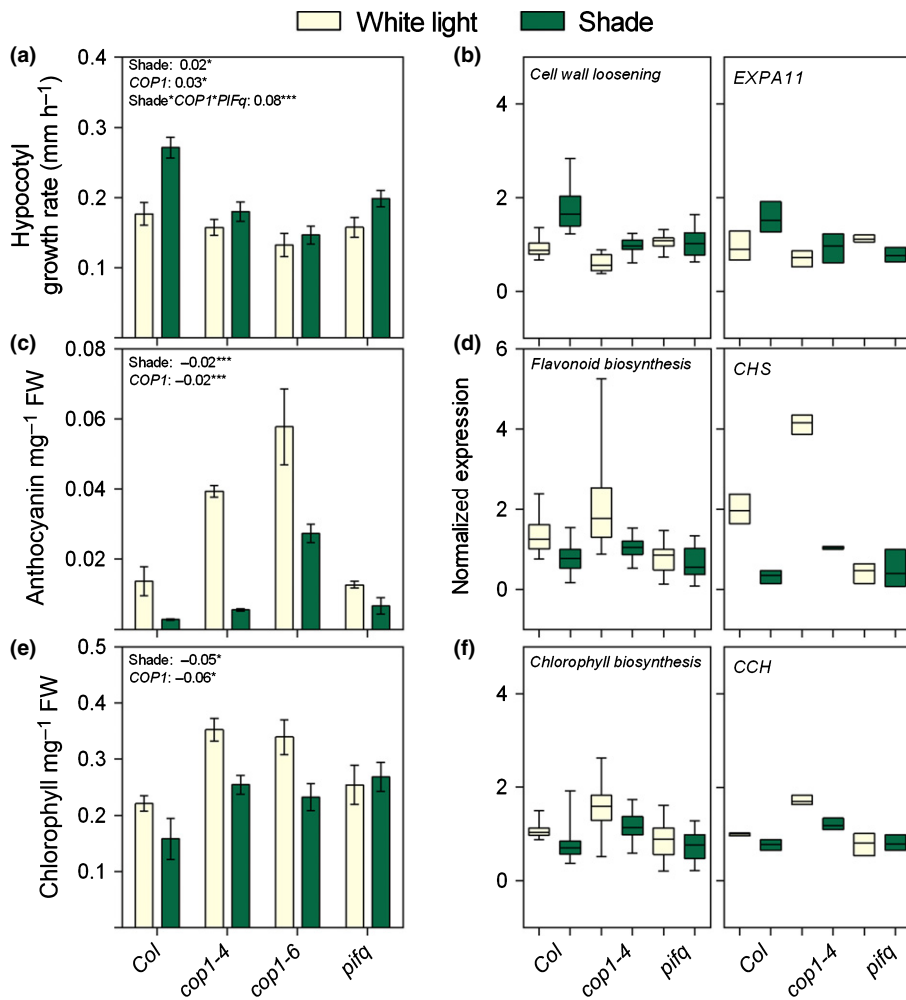 White light Shade
(a)
Hypocotyl
growth rate (mm h⁻¹)
0.4
0.3
0.2
0.1
Shade: 0.02*
COP1: 0.03*
Shade*COP1*PIFq: 0.08***
(b)
Cell wall loosening
EXPA11
4
2
0
(c)
Anthocyanin mg⁻¹ FW
0.08
0.06
0.04
0.02
Shade: –0.02***
COP1: –0.02***
(d)
Normalized expression
Flavonoid biosynthesis
CHS
6
4
2
0
(e)
Chlorophyll mg⁻¹ FW
0.5
0.4
0.3
0.2
0.1
Shade: –0.05*
COP1: –0.06*
Col cop1-4 cop1-6 pifq
(f)
Chlorophyll biosynthesis
CCH
4
2
0
Col cop1-4 pifq Col cop1-4 pifq